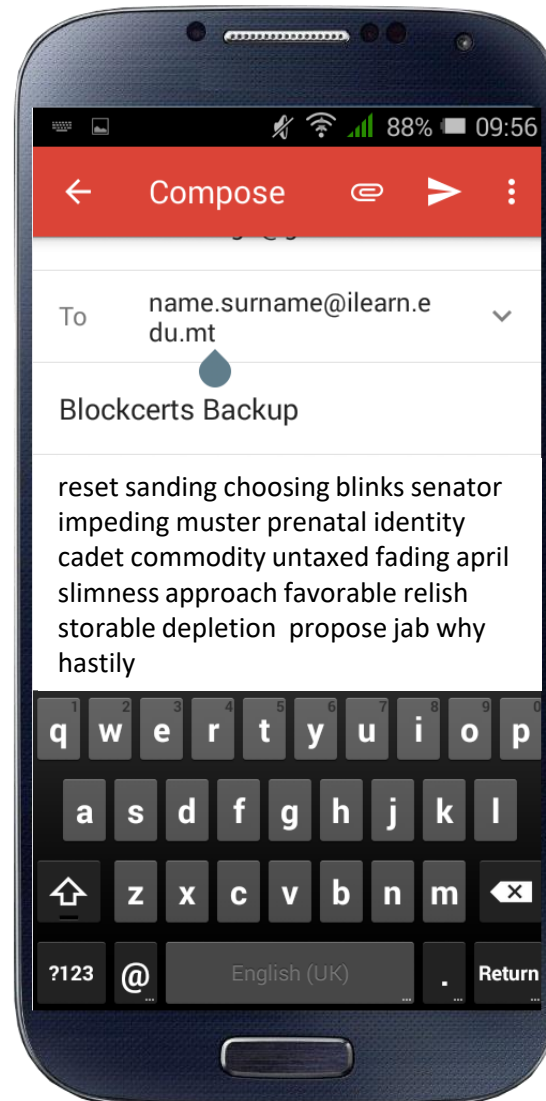 88% 09:56
Compose
To name.surname@ilearn.e
du.mt
Blockcerts Backup
reset sanding choosing blinks senator
impeding muster prenatal identity
cadet commodity untaxed fading april
slimness approach favorable relish
storable depletion propose jab why
hastily
1 2 3 4 5 6 7 8 9 0
q w e r t y u i o p
a s d f g h j k l
z x c v b n m
?123 @ English (UK) . Return